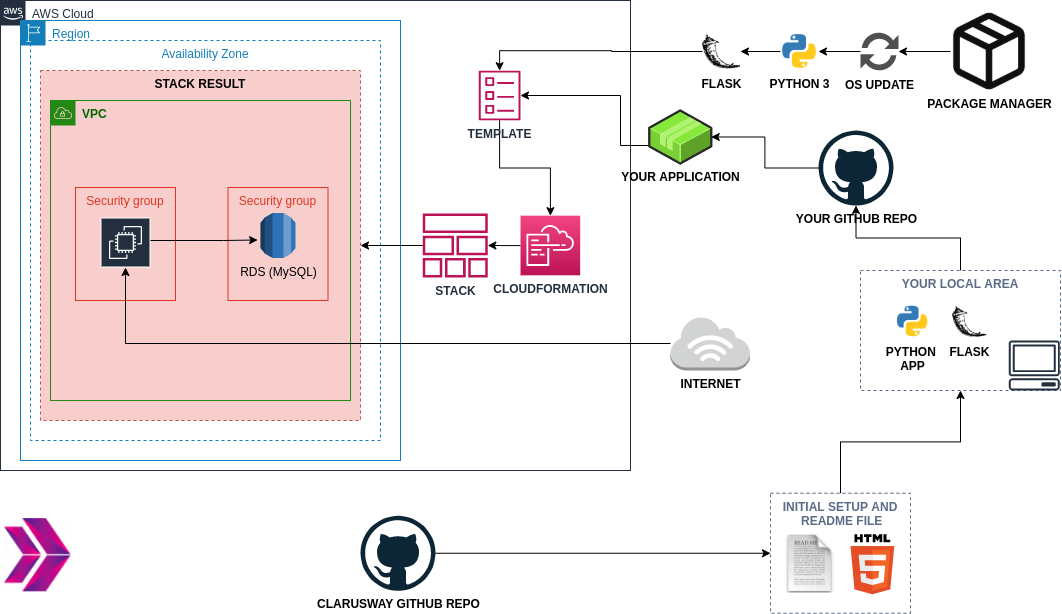 aws
AWS Cloud
Region
Availability Zone
STACK RESULT
VPC
Security group
Security group
RDS (MySQL)
TEMPLATE
FLASK
PYTHON 3
OS UPDATE
PACKAGE MANAGER
YOUR APPLICATION
YOUR GITHUB REPO
STACK
CLOUDFORMATION
INTERNET
YOUR LOCAL AREA
PYTHON
APP
FLASK
INITIAL SETUP AND
README FILE
README
HTML
5
CLARUSWAY GITHUB REPO